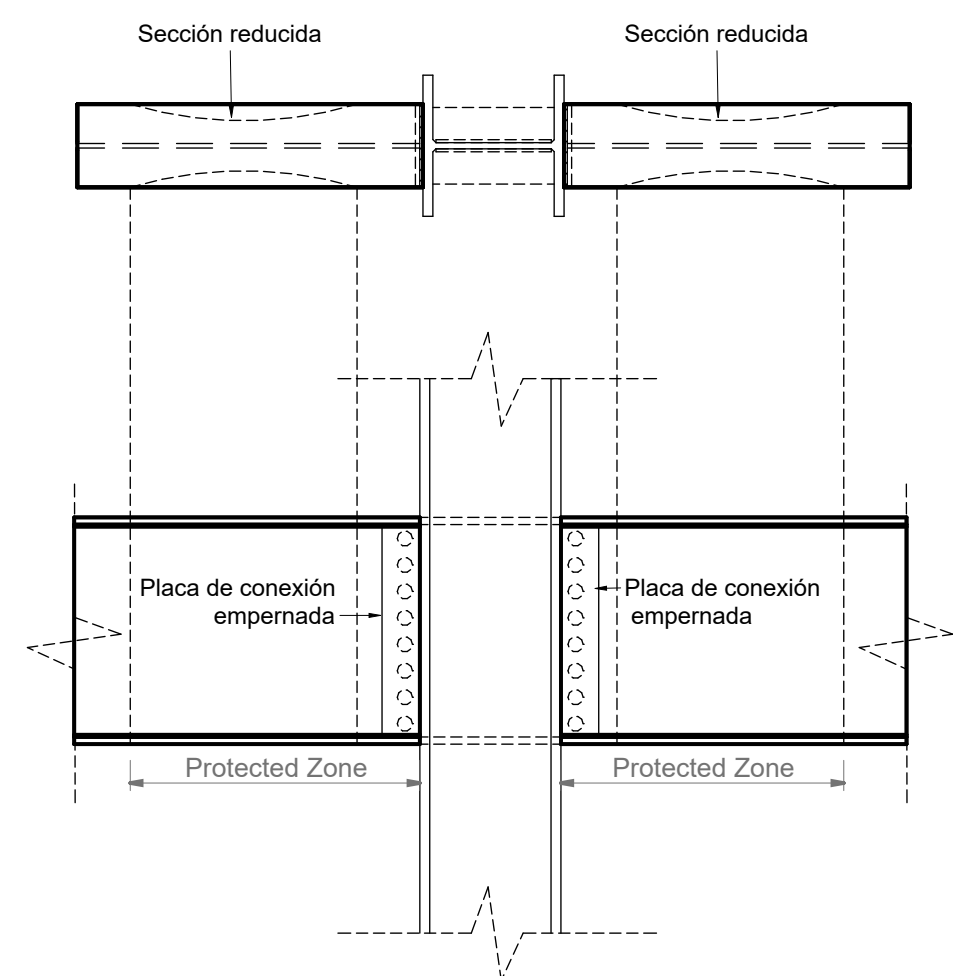 Sección reducida
Sección reducida
Placa de conexión
empernada
Placa de conexión
empernada
Protected Zone
Protected Zone